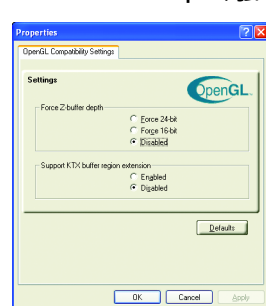 Properties
OpenGL Compatibility Settings
Settings
OpenGL
Force Z-buffer depth
Force 24-bit
Force 16-bit
Disabled
Support KTX buffer region extension
Enabled
Disabled
Defaults
OK
Cancel
Apply